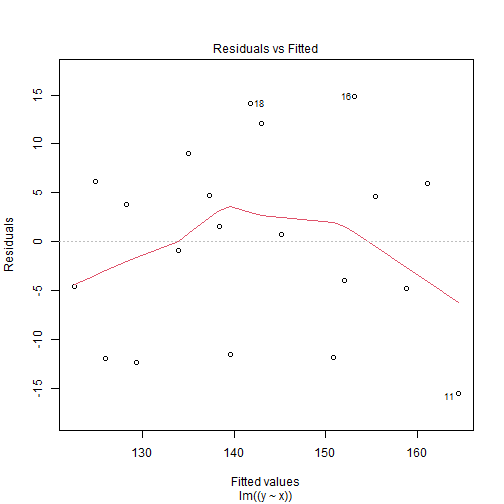 Residuals vs Fitted
15
10
5
0
-5
-10
-15
Residuals
18
16
11
130 140 150 160
Fitted values
lm((y ~ x))